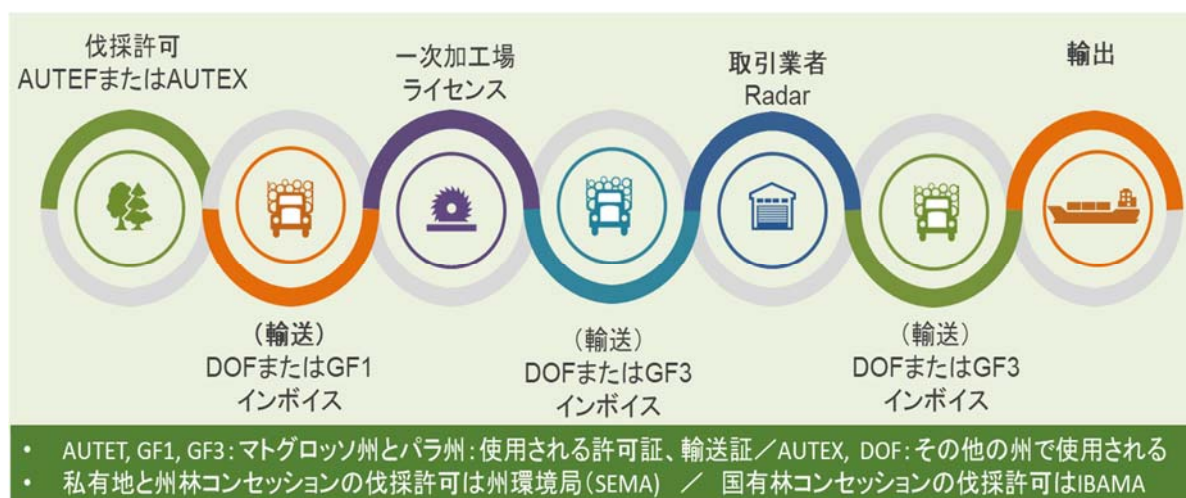 伐採許可
AUTEFまたはAUTEX
（輸送）
DOFまたはGF1
インボイス
一次加工場
ライセンス
（輸送）
DOFまたはGF3
インボイス
取引業者
Radar
（輸送）
DOFまたはGF3
インボイス
輸出
• AUTET, GF1, GF3：マトグロッソ州とパラ州：使用される許可証、輸送証／AUTEX, DOF：その他の州で使用される
• 私有地と州林コンセッションの伐採許可は州環境局（SEMA） ／ 国有林コンセッションの伐採許可はIBAMA